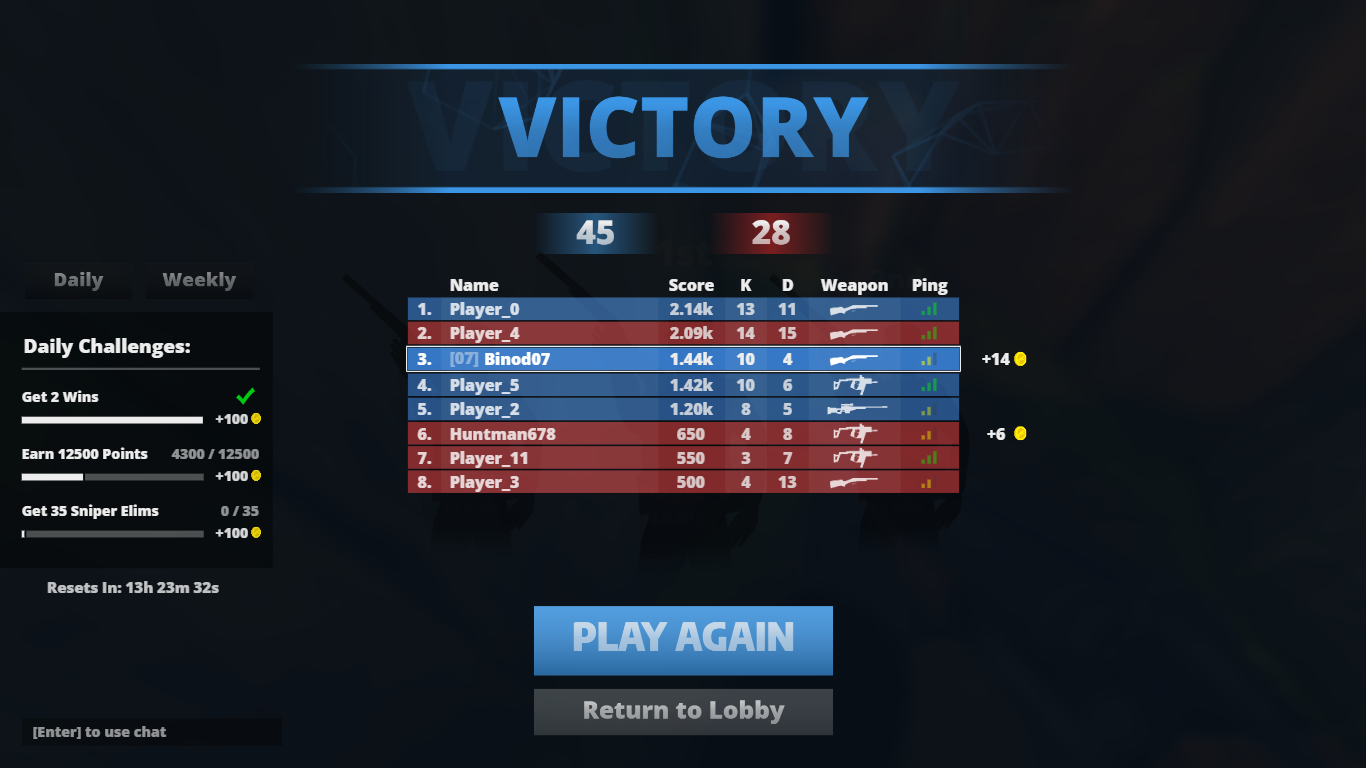 VICTORY
45 28
Name Score K D Weapon Ping
1. Player_0 2.14k 13 11
2. Player_4 2.09k 14 15
3. [07] Binod07 1.44k 10 4 +14
4. Player_5 1.42k 10 6
5. Player_2 1.20k 8 5
6. Huntman678 650 4 8 +6
7. Player_11 550 3 7
8. Player_3 500 4 13
Daily Weekly
Daily Challenges:
Get 2 Wins
+100
Earn 12500 Points 4300 / 12500
+100
Get 35 Sniper Elims 0 / 35
+100
Resets In: 13h 23m 32s
PLAY AGAIN
Return to Lobby
[Enter] to use chat